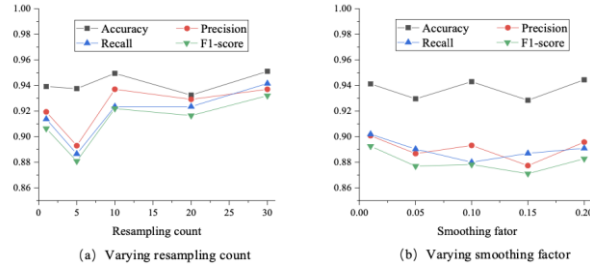 Accuracy Precision
Recall F1-score
1.00
0.98
0.96
0.94
0.92
0.90
0.88
0.86
0 5 10 15 20 25 30
Resampling count
(a) Varying resampling count
Accuracy Precision
Recall F1-score
1.00
0.98
0.96
0.94
0.92
0.90
0.88
0.86
0.00 0.05 0.10 0.15 0.20
Smoothing fator
(b) Varying smoothing factor